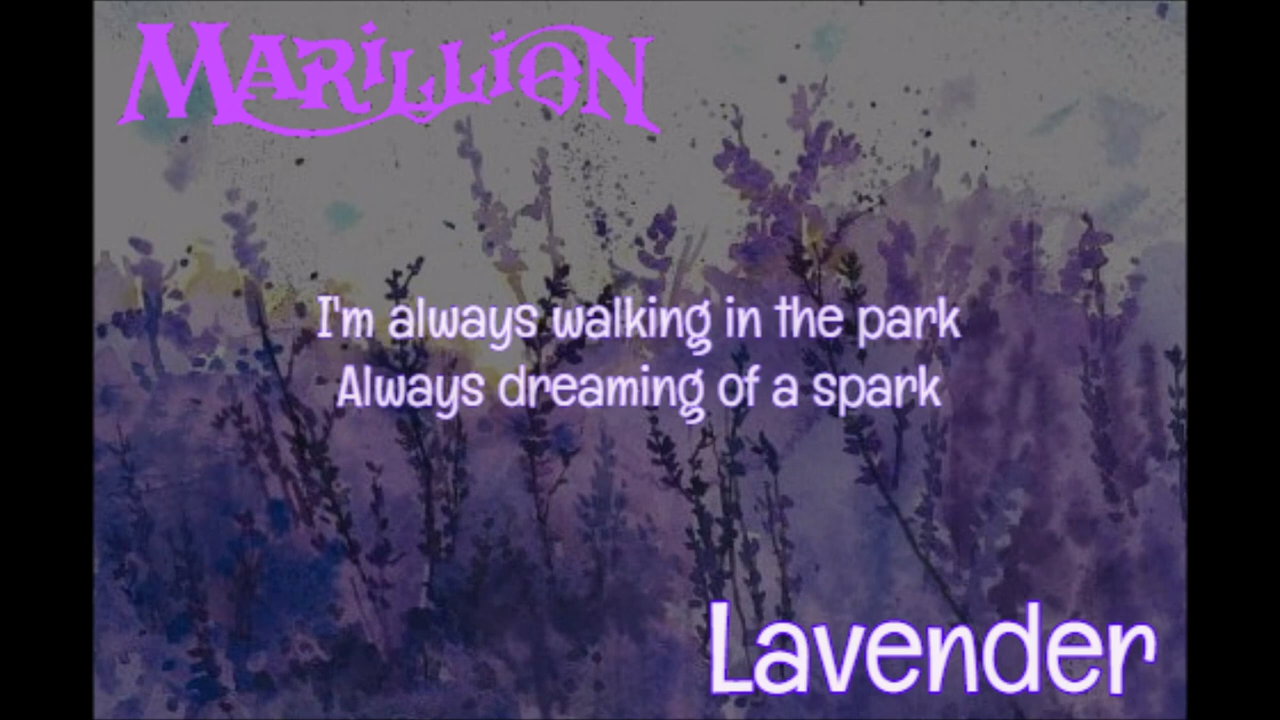 MARILLION
I'm always walking in the park
Always dreaming of a spark
Lavender